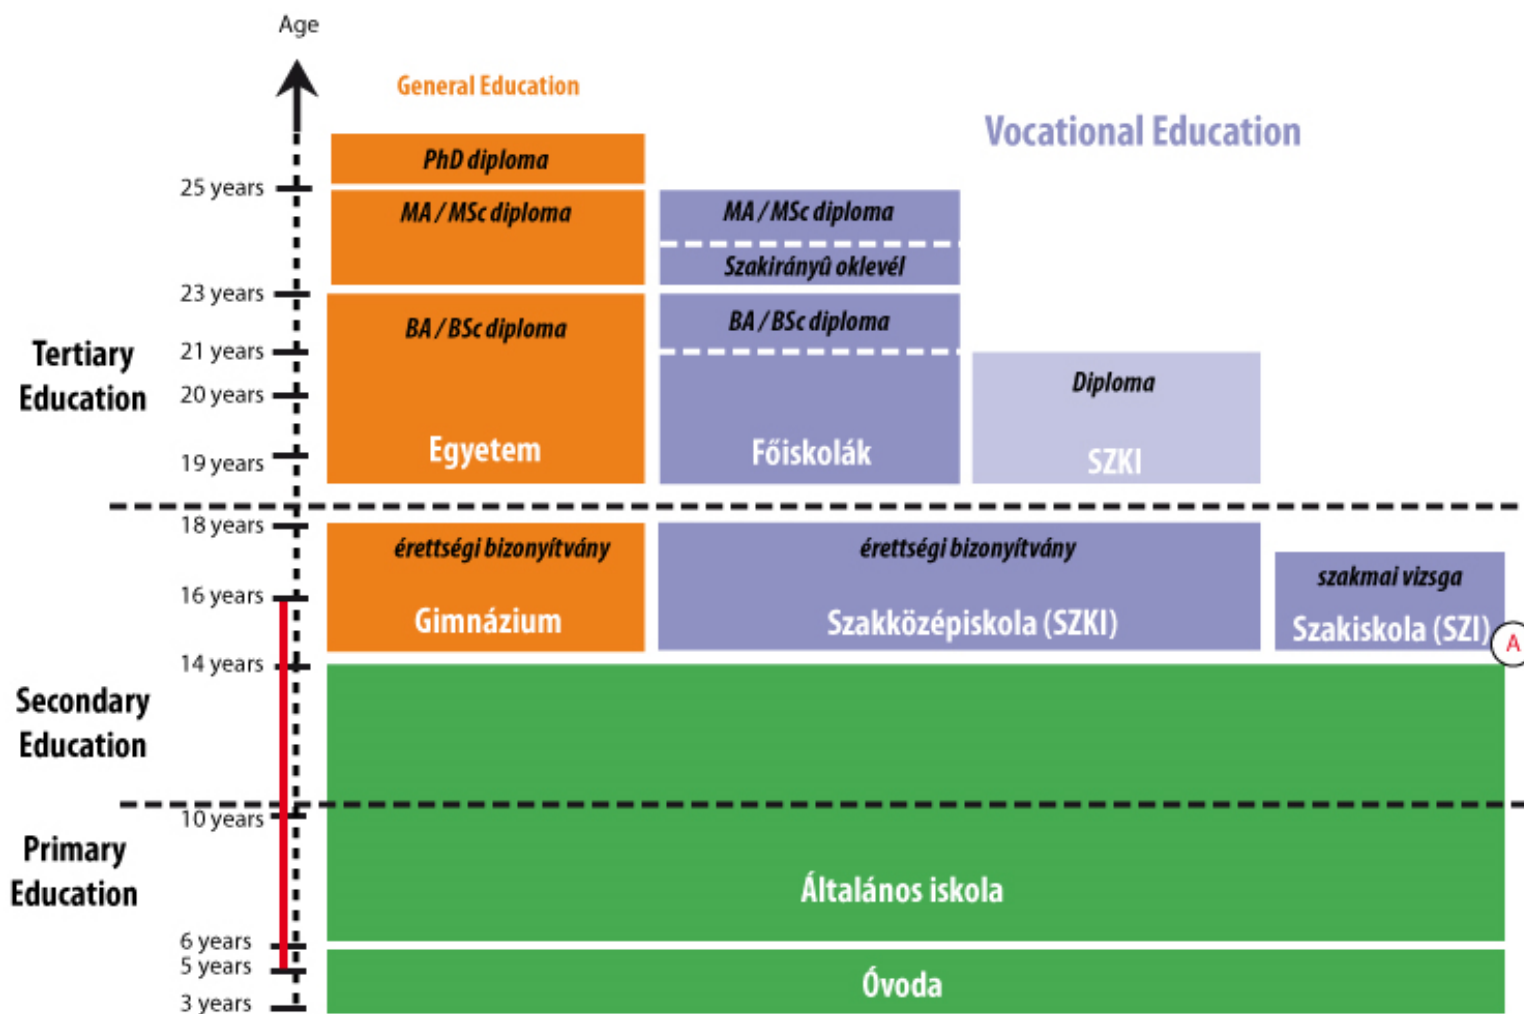 Age
General Education
Vocational Education
PhD diploma
25 years
MA / MSc diploma
MA / MSc diploma
Szakirányû oklevél
23 years
BA / BSc diploma
BA / BSc diploma
Tertiary
Education
21 years
20 years
19 years
Diploma
Egyetem
Főiskolák
SZKI
18 years
érettségi bizonyítvány
érettségi bizonyítvány
szakmai vizsga
16 years
Gimnázium
Szakközépiskola (SZKI)
Szakiskola (SZI)
A
14 years
Secondary
Education
10 years
Primary
Education
Általános iskola
6 years
5 years
Óvoda
3 years